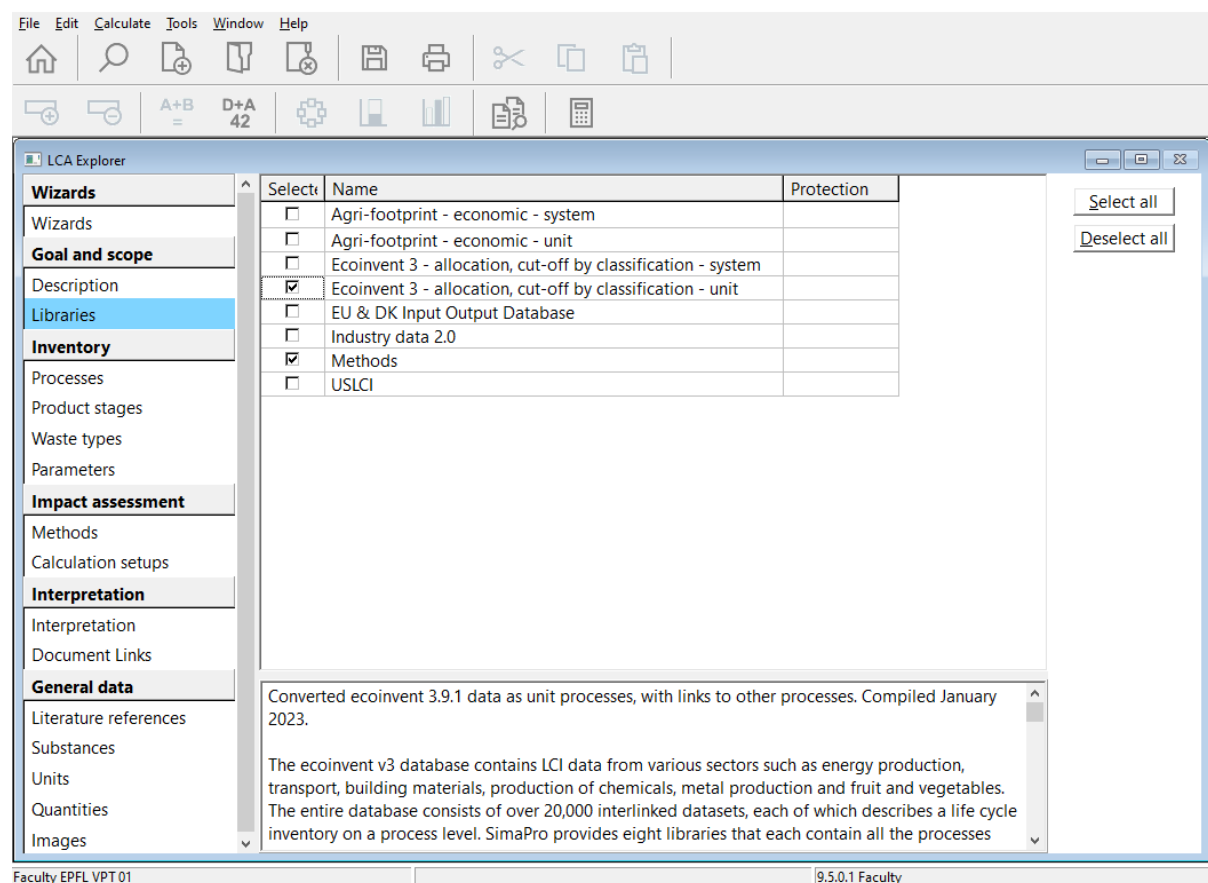 File Edit Calculate Tools Window Help
A+B
=
D+A
42
LCA Explorer
Wizards
Wizards
Goal and scope
Description
Libraries
Inventory
Processes
Product stages
Waste types
Parameters
Impact assessment
Methods
Calculation setups
Interpretation
Interpretation
Document Links
General data
Literature references
Substances
Units
Quantities
Images
Selecte Name Protection
Agri-footprint - economic - system
Agri-footprint - economic - unit
Ecoinvent 3 - allocation, cut-off by classification - system
Ecoinvent 3 - allocation, cut-off by classification - unit
EU & DK Input Output Database
Industry data 2.0
Methods
USLCI
Select all
Deselect all
Converted ecoinvent 3.9.1 data as unit processes, with links to other processes. Compiled January
2023.
The ecoinvent v3 database contains LCI data from various sectors such as energy production,
transport, building materials, production of chemicals, metal production and fruit and vegetables.
The entire database consists of over 20,000 interlinked datasets, each of which describes a life cycle
inventory on a process level. SimaPro provides eight libraries that each contain all the processes
Faculty EPFL VPT 01 9.5.0.1 Faculty